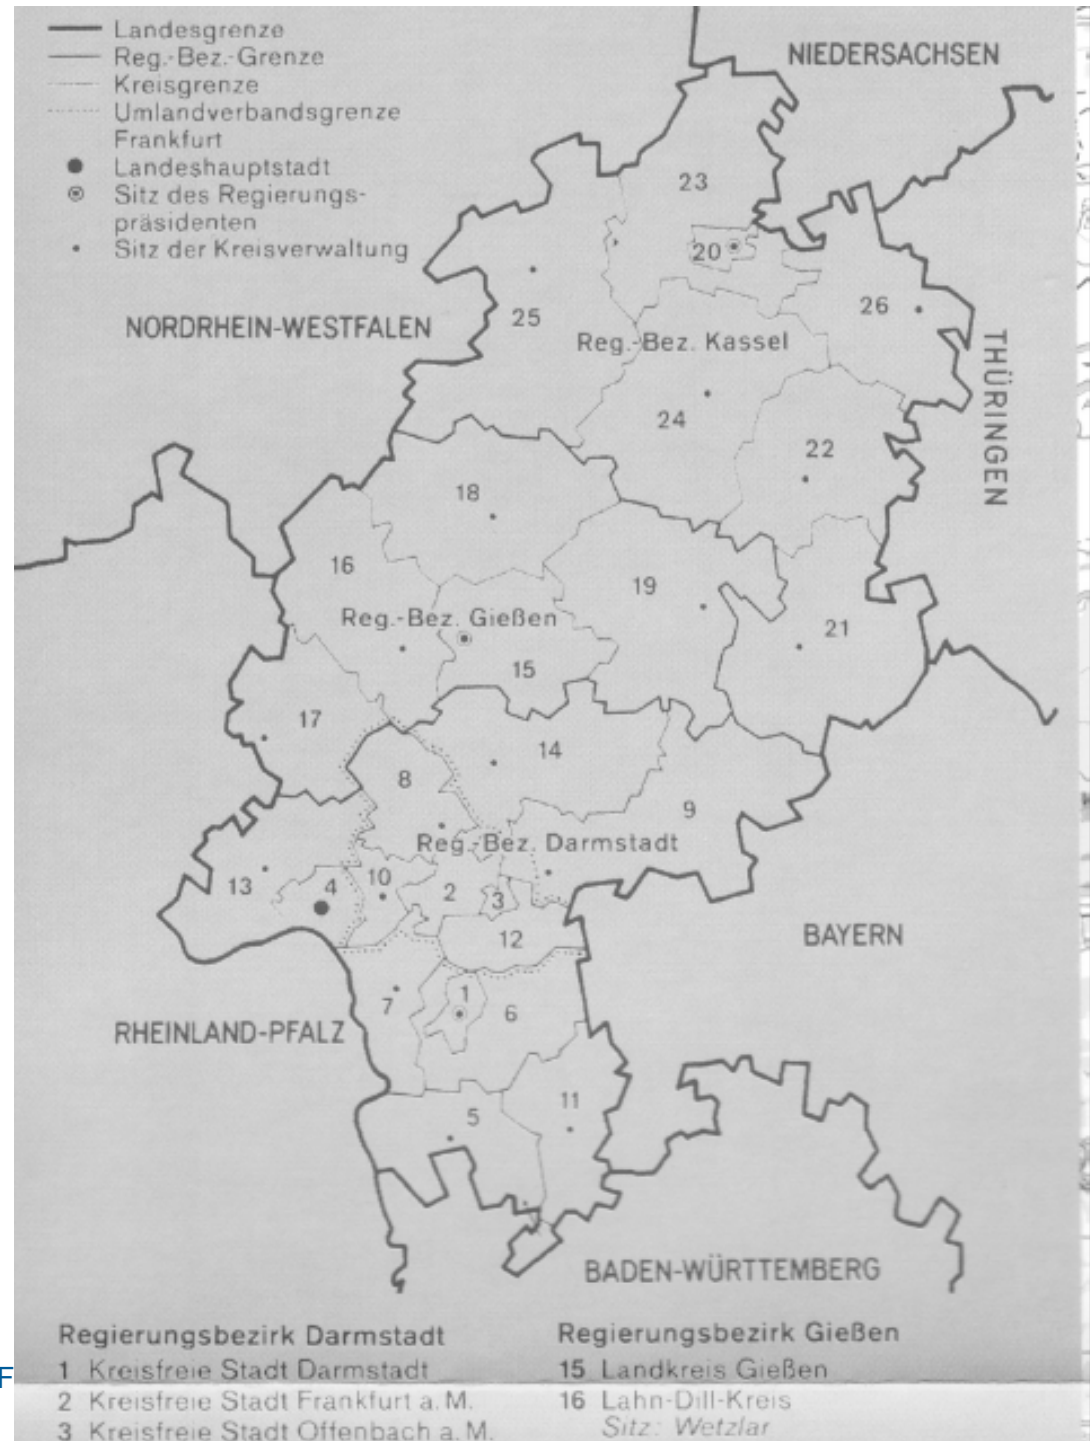 Landesgrenze
Reg.-Bez.-Grenze
Kreisgrenze
Umlandverbandsgrenze
Frankfurt
Landeshauptstadt
Sitz des Regierungs-
präsidenten
Sitz der Kreisverwaltung
NIEDERSACHSEN
23
20
NORDRHEIN-WESTFALEN
25
26
Reg.-Bez. Kassel
THÜRINGEN
24
22
18
16
19
Reg.-Bez. Gießen
21
15
17
14
8
9
Reg.-Bez. Darmstadt
13
4
10
2
3
12
BAYERN
7
1
6
RHEINLAND-PFALZ
11
5
BADEN-WÜRTTEMBERG
Regierungsbezirk Darmstadt
1 Kreisfreie Stadt Darmstadt
2 Kreisfreie Stadt Frankfurt a. M.
3 Kreisfreie Stadt Offenbach a. M.
Regierungsbezirk Gießen
15 Landkreis Gießen
16 Lahn-Dill-Kreis
Sitz: Wetzlar
F